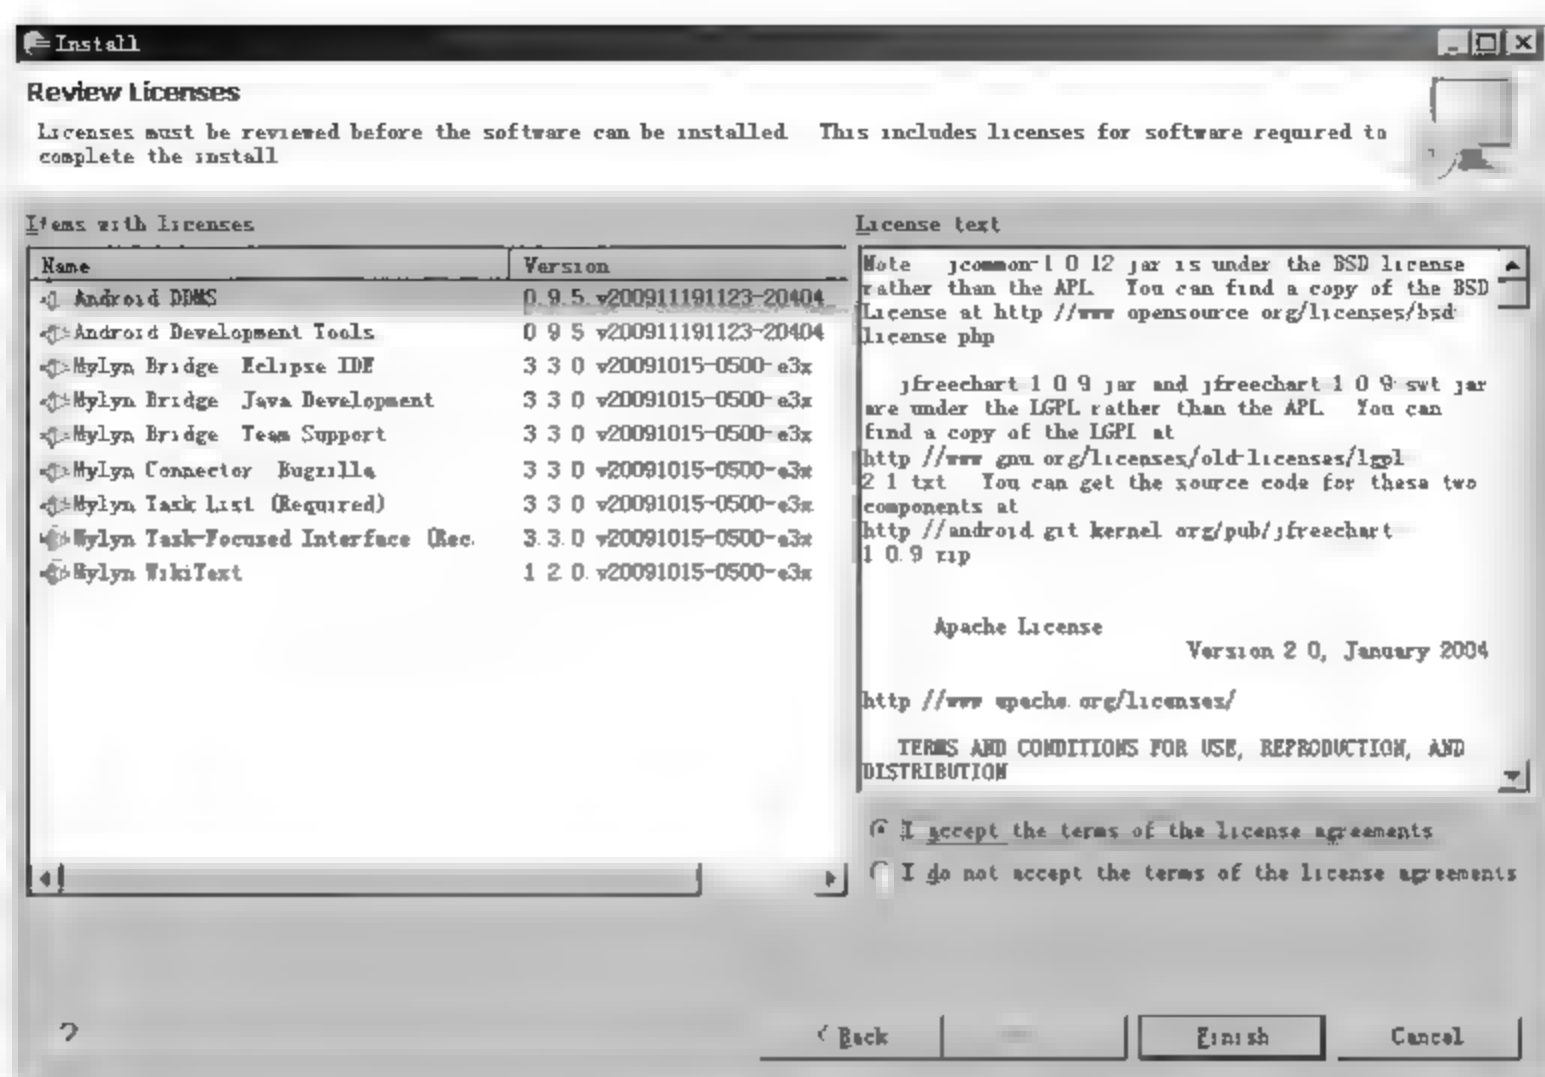 Install
Review Licenses
Licenses must be reviewed before the software can be installed This includes licenses for software required to
complete the install
Items with licenses
Name Version
Android DDMS 0.9.5.v200911191123-20404
Android Development Tools 0 9 5 v200911191123-20404
Mylyn Bridge Eclipse IDE 3 3 0 v20091015-0500-e3x
Mylyn Bridge Java Development 3 3 0 v20091015-0500-e3x
Mylyn Bridge Team Support 3 3 0 v20091015-0500-e3x
Mylyn Connector Bugzilla 3 3 0 v20091015-0500-e3x
Mylyn Task List (Required) 3 3 0 v20091015-0500-e3x
Mylyn Task-Focused Interface (Rec. 3.3.0 v20091015-0500-e3x
Mylyn WikiText 1 2 0.v20091015-0500-e3x
License text
Note jcommon-1 0 12 jar is under the BSD license
rather than the APL You can find a copy of the BSD
License at http //www opensource org/licenses/bsd-
license php
jfreechart-1 0 9 jar and jfreechart-1 0 9-swt jar
are under the LGPL rather than the APL You can
find a copy of the LGPL at
http //www gnu org/licenses/old-licenses/lgpl-
2 1 txt You can get the source code for these two
components at
http //android git kernel org/pub/jfreechart-
1 0.9 zip
Apache License
Version 2 0, January 2004
http //www apache.org/licenses/
TERMS AND CONDITIONS FOR USE, REPRODUCTION, AND
DISTRIBUTION
I accept the terms of the license agreements
I do not accept the terms of the license agreements
?
< Back
Finish
Cancel